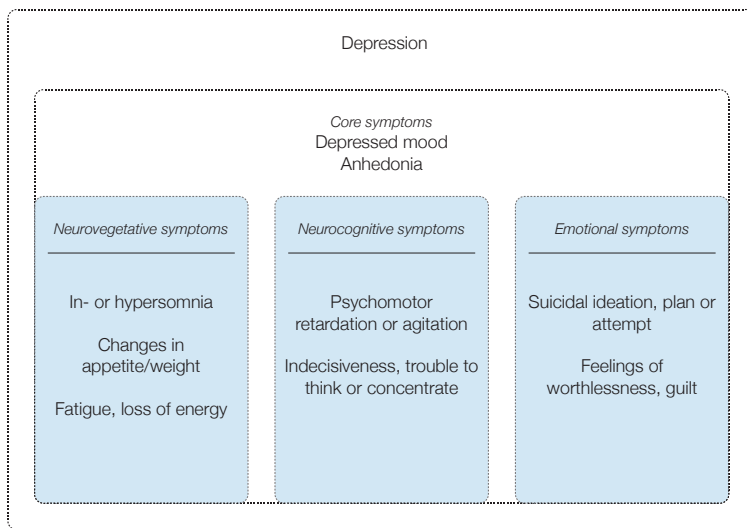 Depression
Core symptoms
Depressed mood
Anhedonia
Neurovegetative symptoms
In- or hypersomnia
Changes in
appetite/weight
Fatigue, loss of energy
Neurocognitive symptoms
Psychomotor
retardation or agitation
Indecisiveness, trouble to
think or concentrate
Emotional symptoms
Suicidal ideation, plan or
attempt
Feelings of
worthlessness, guilt